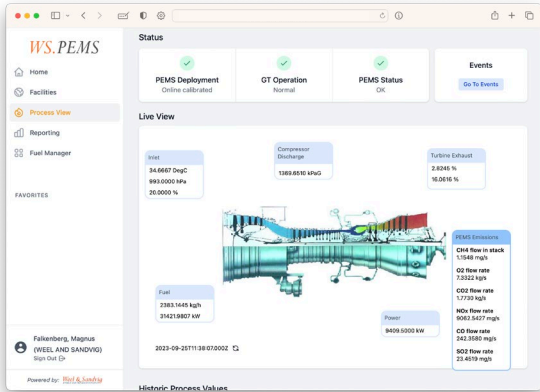 WS.PEMS
Home
Facilities
Process View
Reporting
Fuel Manager
FAVORITES
Falkenberg, Magnus
(WEEL AND SANDVIG)
Sign Out
Powered by: Weel & Sandvig
Status
PEMS Deployment
Online calibrated
GT Operation
Normal
PEMS Status
OK
Events
Go To Events
Live View
Inlet
34.6667 DegC
993.0000 hPa
20.0000 %
Compressor
Discharge
1369.6510 kPaG
Turbine Exhaust
2.8245 %
16.0616 %
Fuel
2383.1445 kg/h
31421.9807 kW
Power
9409.5000 kW
PEMS Emissions
CH4 flow in stack
1.1548 mg/s
O2 flow rate
7.3322 kg/s
CO2 flow rate
1.7730 kg/s
NOx flow rate
9062.5427 mg/s
CO flow rate
242.3580 mg/s
SO2 flow rate
23.4519 mg/s
2023-09-25T11:38:07.000Z
Historic Process Values